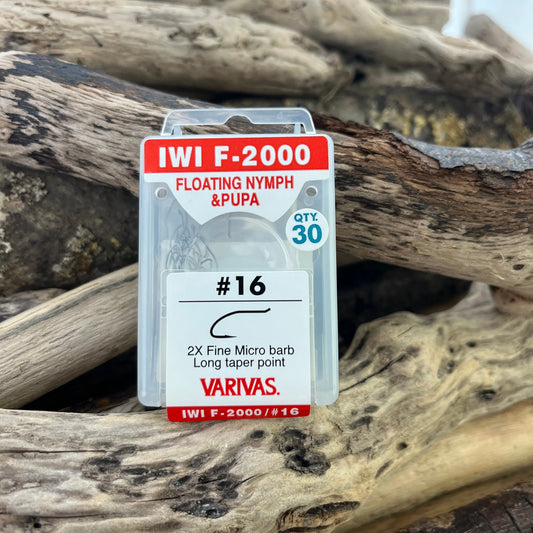 IWI F-2000
FLOATING NYMPH
&PUPA
QTY.
30
#16
2X Fine Micro barb
Long taper point
VARIVAS®
IWI F-2000/#16